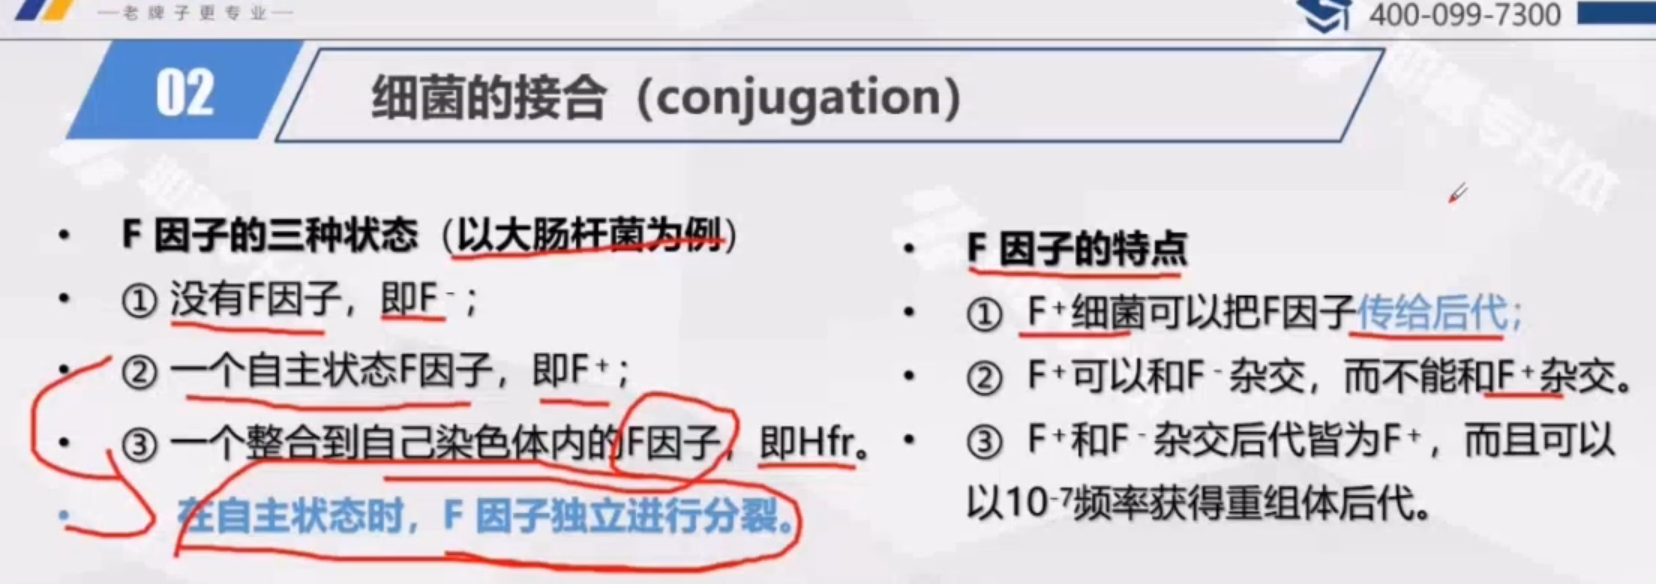 —老牌子更专业—
400-099-7300
02
细菌的接合（conjugation）
• F 因子的三种状态（以大肠杆菌为例）
• ① 没有F因子，即F⁻；
• ② 一个自主状态F因子，即F⁺；
• ③ 一个整合到自己染色体内的F因子，即Hfr。
• 在自主状态时，F 因子独立进行分裂。
• F 因子的特点
• ① F⁺细菌可以把F因子传给后代；
• ② F⁺可以和F⁻杂交，而不能和F⁺杂交。
• ③ F⁺和F⁻杂交后代皆为F⁺，而且可以
以10⁻⁷频率获得重组体后代。
专升本